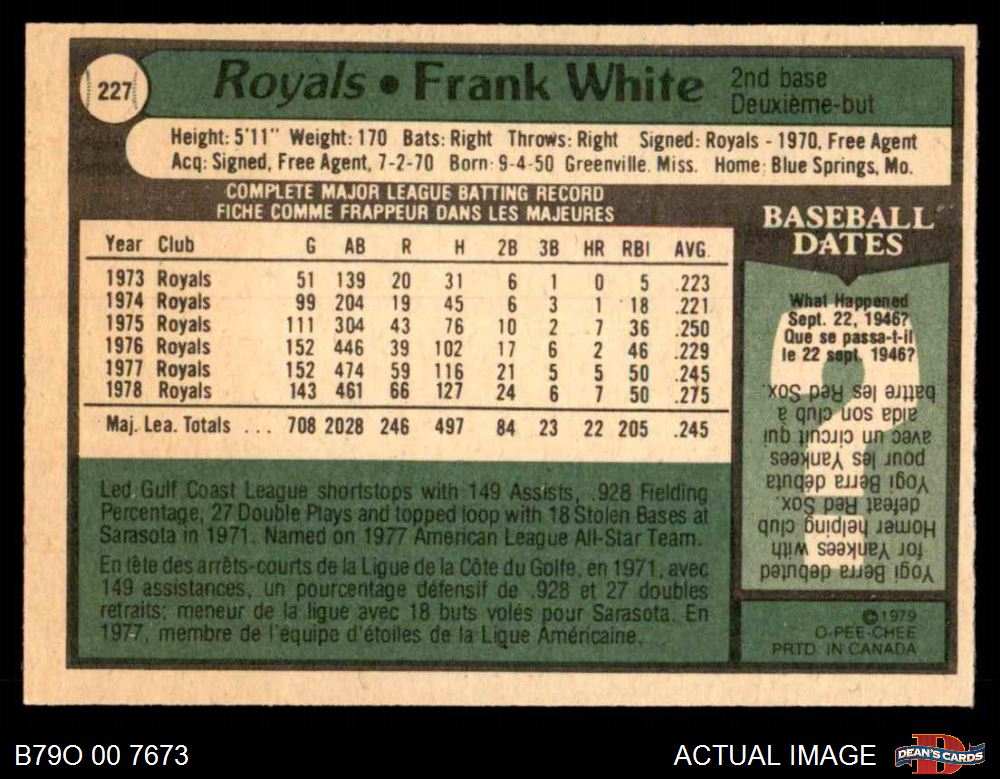 227
Royals • Frank White
2nd base
Deuxième-but
Height: 5'11" Weight: 170 Bats: Right Throws: Right Signed: Royals - 1970, Free Agent
Acq: Signed, Free Agent, 7-2-70 Born: 9-4-50 Greenville. Miss. Home: Blue Springs, Mo.
COMPLETE MAJOR LEAGUE BATTING RECORD
FICHE COMME FRAPPEUR DANS LES MAJEURES
Year Club G AB R H 2B 3B HR RBI AVG.
1973 Royals 51 139 20 31 6 1 0 5 .223
1974 Royals 99 204 19 45 6 3 1 18 .221
1975 Royals 111 304 43 76 10 2 7 36 .250
1976 Royals 152 446 39 102 17 6 2 46 .229
1977 Royals 152 474 59 116 21 5 5 50 .245
1978 Royals 143 461 66 127 24 6 7 50 .275
Maj. Lea. Totals ... 708 2028 246 497 84 23 22 205 .245
Led Gulf Coast League shortstops with 149 Assists, .928 Fielding
Percentage, 27 Double Plays and topped loop with 18 Stolen Bases at
Sarasota in 1971. Named on 1977 American League All-Star Team.
En tête des arrêts-courts de la Ligue de la Côte du Golfe, en 1971, avec
149 assistances, un pourcentage défensif de .928 et 27 doubles
retraits; meneur de la ligue avec 18 buts volés pour Sarasota. En
1977, membre de l'équipe d'étoiles de la Ligue Américaine.
BASEBALL
DATES
What Happened
Sept. 22, 1946?
Que se passa-t-il
le 22 sept. 1946?
Yogi Berra debuted
for Yankees with
Homer helping club
defeat Red Sox.
Yogi Berra débuta
pour les Yankees
avec un circuit qui
aida son club à
battre les Red Sox.
©1979
O-PEE-CHEE
PRTD IN CANADA
B79O 00 7673
ACTUAL IMAGE
DEAN'S CARDS